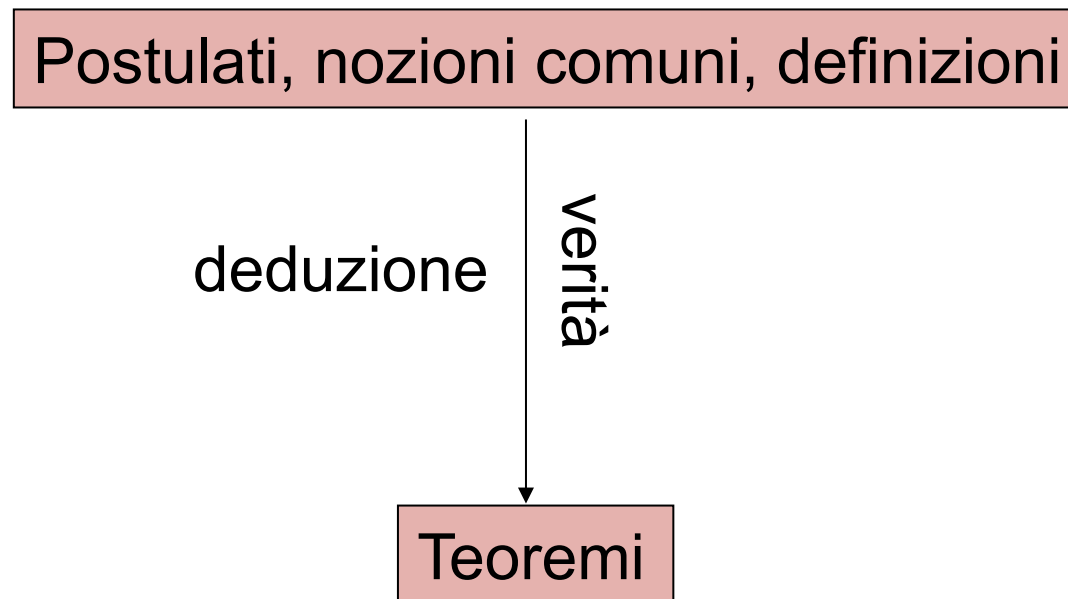 Postulati, nozioni comuni, definizioni
deduzione
verità
Teoremi